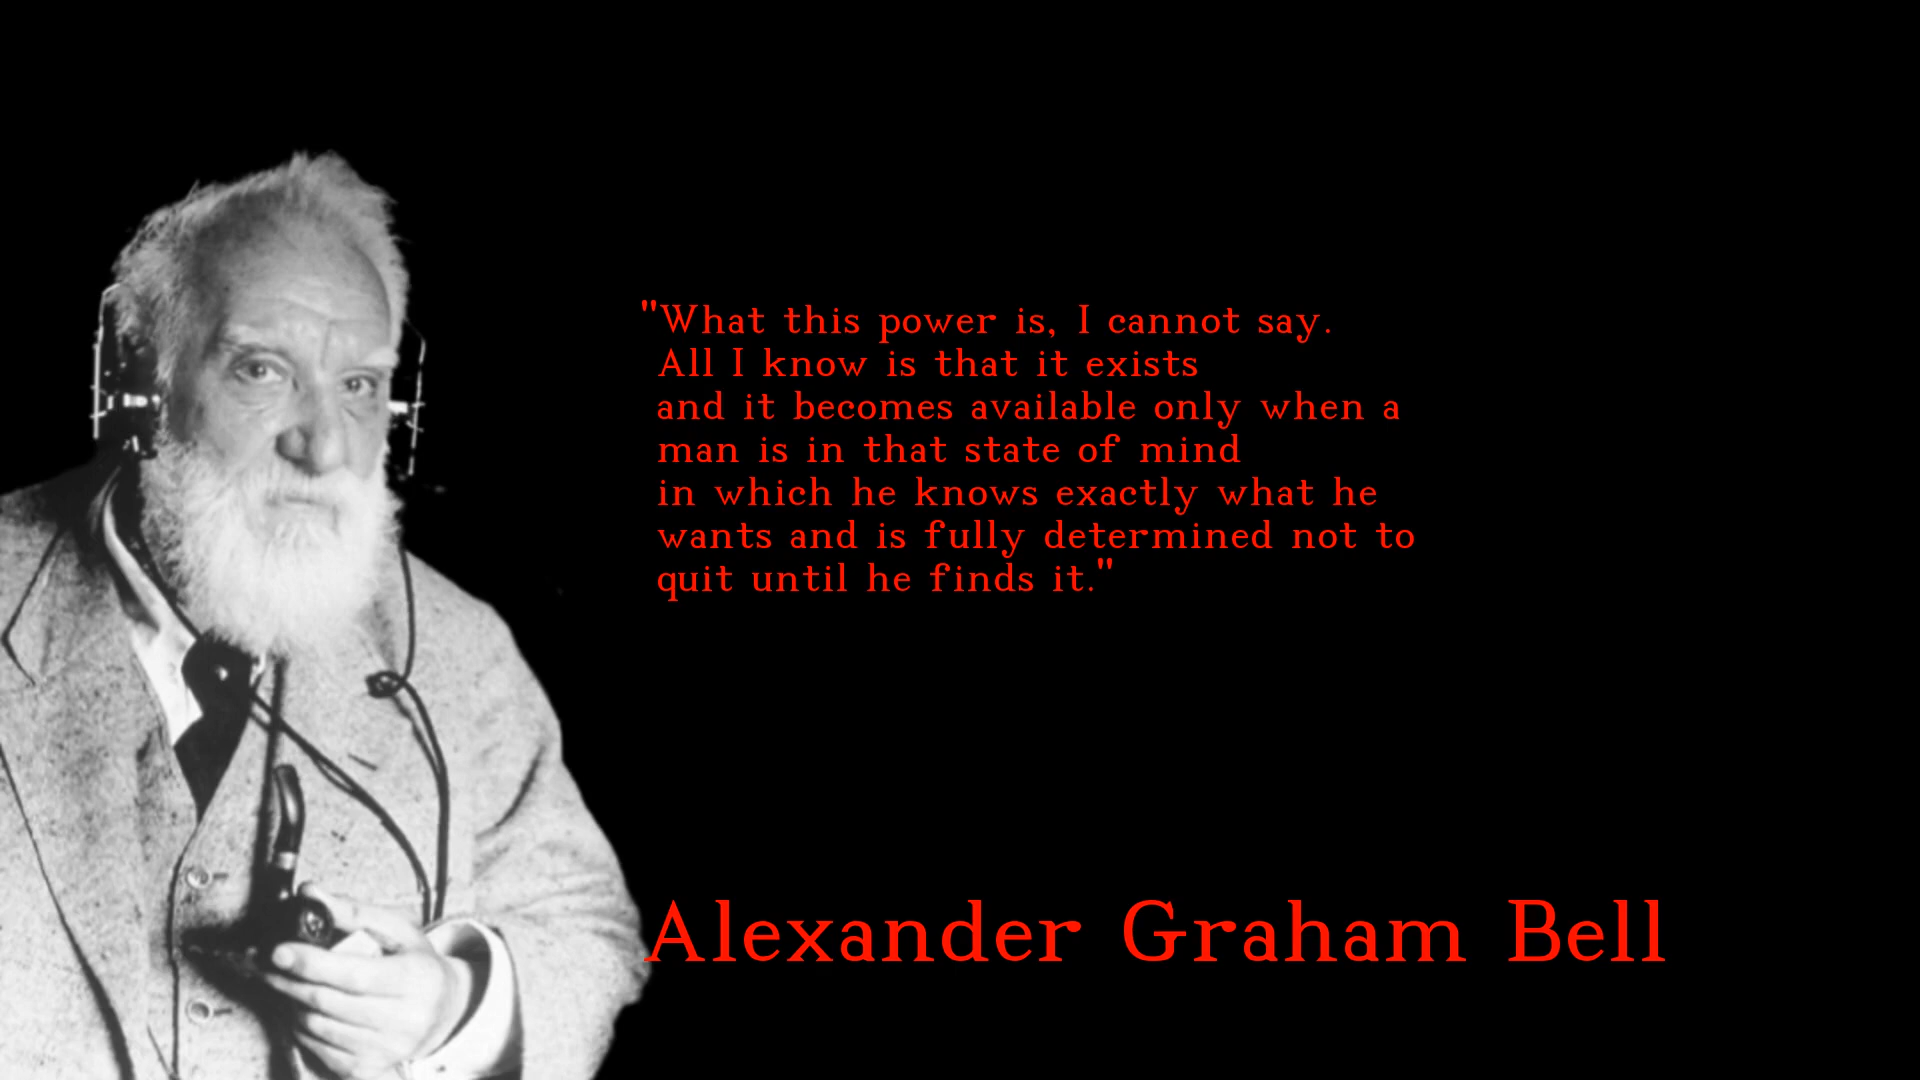 "What this power is, I cannot say.
All I know is that it exists
and it becomes available only when a
man is in that state of mind
in which he knows exactly what he
wants and is fully determined not to
quit until he finds it."
Alexander Graham Bell